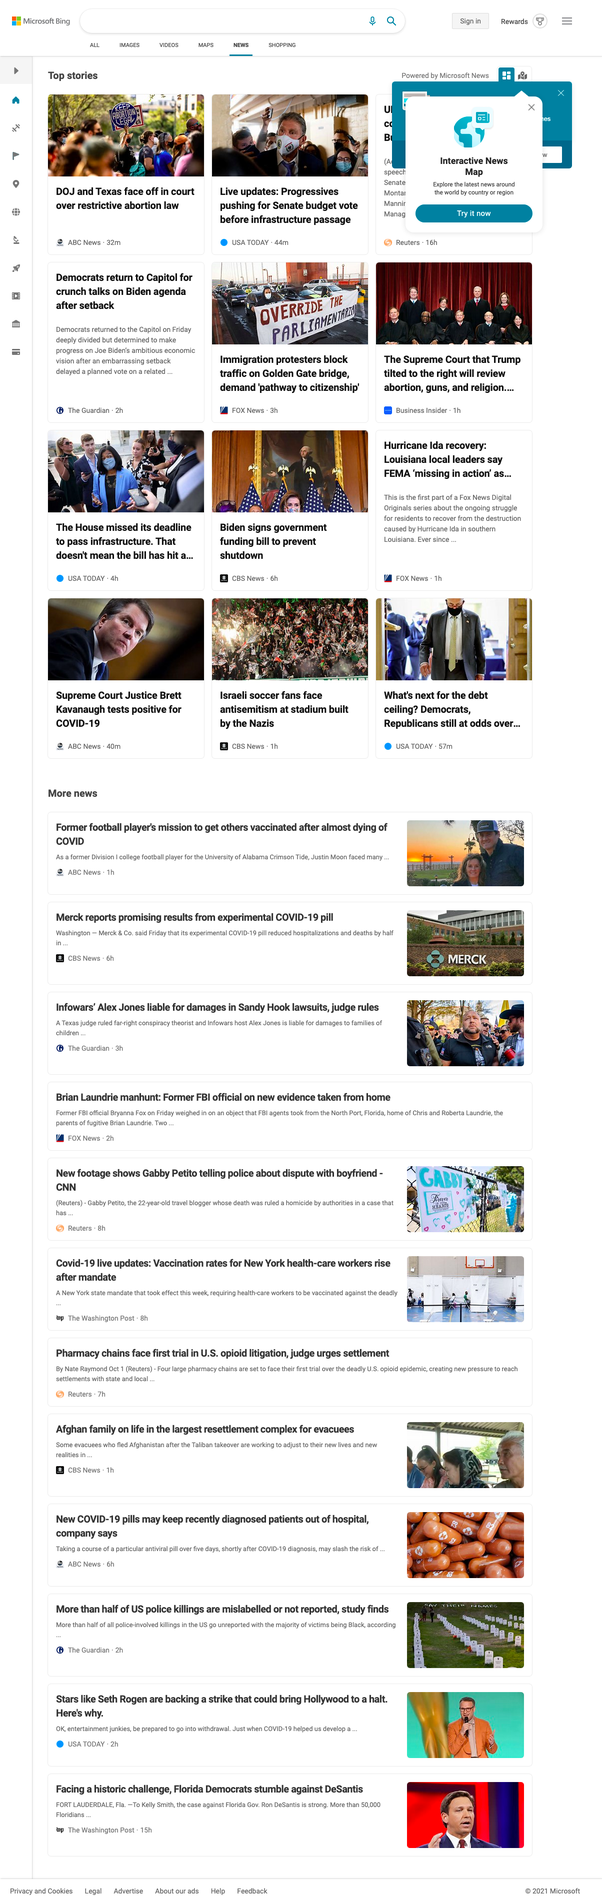 Microsoft Bing
Sign in
Rewards
ALL
IMAGES
VIDEOS
MAPS
NEWS
SHOPPING
Top stories
Powered by Microsoft News
Interactive News
Map
Explore the latest news around
the world by country or region
Try it now
DOJ and Texas face off in court
over restrictive abortion law
ABC News · 32m
Live updates: Progressives
pushing for Senate budget vote
before infrastructure passage
USA TODAY · 44m
Reuters · 16h
Democrats return to Capitol for
crunch talks on Biden agenda
after setback
Democrats returned to the Capitol on Friday
deeply divided but determined to make
progress on Joe Biden's ambitious economic
vision after an embarrassing setback
delayed a planned vote on a related ...
The Guardian · 2h
OVERRIDE THE
PARLIAMENTARIAN
Immigration protesters block
traffic on Golden Gate bridge,
demand 'pathway to citizenship'
FOX News · 3h
The Supreme Court that Trump
tilted to the right will review
abortion, guns, and religion....
Business Insider · 1h
The House missed its deadline
to pass infrastructure. That
doesn't mean the bill has hit a...
USA TODAY · 4h
Biden signs government
funding bill to prevent
shutdown
CBS News · 6h
Hurricane Ida recovery:
Louisiana local leaders say
FEMA 'missing in action' as...
This is the first part of a Fox News Digital
Originals series about the ongoing struggle
for residents to recover from the destruction
caused by Hurricane Ida in southern
Louisiana. Ever since ...
FOX News · 1h
Supreme Court Justice Brett
Kavanaugh tests positive for
COVID-19
ABC News · 40m
Israeli soccer fans face
antisemitism at stadium built
by the Nazis
CBS News · 1h
What's next for the debt
ceiling? Democrats,
Republicans still at odds over...
USA TODAY · 57m
More news
Former football player's mission to get others vaccinated after almost dying of
COVID
As a former Division I college football player for the University of Alabama Crimson Tide, Justin Moon faced many ...
ABC News · 1h
Merck reports promising results from experimental COVID-19 pill
Washington — Merck & Co. said Friday that its experimental COVID-19 pill reduced hospitalizations and deaths by half
in ...
CBS News · 6h
MERCK
Infowars' Alex Jones liable for damages in Sandy Hook lawsuits, judge rules
A Texas judge ruled far-right conspiracy theorist and Infowars host Alex Jones is liable for damages to families of
children ...
The Guardian · 3h
Brian Laundrie manhunt: Former FBI official on new evidence taken from home
Former FBI official Bryanna Fox on Friday weighed in on an object that FBI agents took from the North Port, Florida, home of Chris and Roberta Laundrie, the
parents of fugitive Brian Laundrie. Two ...
FOX News · 2h
New footage shows Gabby Petito telling police about dispute with boyfriend -
CNN
(Reuters) - Gabby Petito, the 22-year-old travel blogger whose death was ruled a homicide by authorities in a case that
has ...
Reuters · 8h
GABBY
Covid-19 live updates: Vaccination rates for New York health-care workers rise
after mandate
A New York state mandate that took effect this week, requiring health-care workers to be vaccinated against the deadly
...
The Washington Post · 8h
Pharmacy chains face first trial in U.S. opioid litigation, judge urges settlement
By Nate Raymond Oct 1 (Reuters) - Four large pharmacy chains are set to face their first trial over the deadly U.S. opioid epidemic, creating new pressure to reach
settlements with state and local ...
Reuters · 7h
Afghan family on life in the largest resettlement complex for evacuees
Some evacuees who fled Afghanistan after the Taliban takeover are working to adjust to their new lives and new
realities in ...
CBS News · 1h
New COVID-19 pills may keep recently diagnosed patients out of hospital,
company says
Taking a course of a particular antiviral pill over five days, shortly after COVID-19 diagnosis, may slash the risk of ...
ABC News · 6h
More than half of US police killings are mislabelled or not reported, study finds
More than half of all police-involved killings in the US go unreported with the majority of victims being Black, according
...
The Guardian · 2h
SAY THEIR NAMES
Stars like Seth Rogen are backing a strike that could bring Hollywood to a halt.
Here's why.
OK, entertainment junkies, be prepared to go into withdrawal. Just when COVID-19 helped us develop a ...
USA TODAY · 2h
Facing a historic challenge, Florida Democrats stumble against DeSantis
FORT LAUDERDALE, Fla. —To Kelly Smith, the case against Florida Gov. Ron DeSantis is strong. More than 50,000
Floridians ...
The Washington Post · 15h
Privacy and Cookies
Legal
Advertise
About our ads
Help
Feedback
© 2021 Microsoft